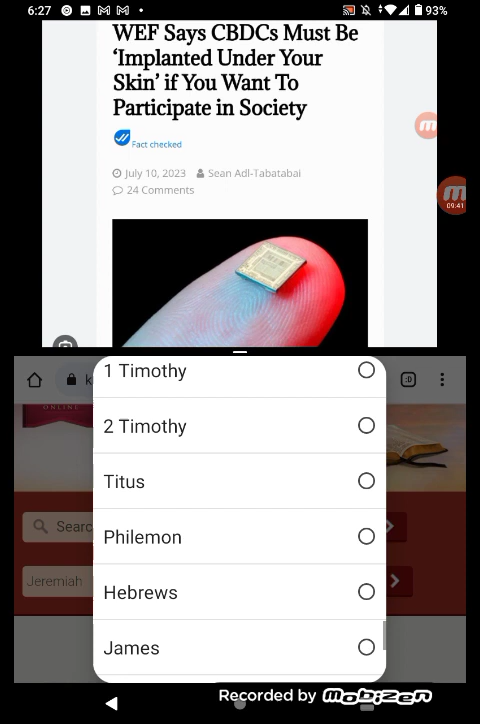 6:27
93%
WEF Says CBDCs Must Be
‘Implanted Under Your
Skin’ if You Want To
Participate in Society
Fact checked
July 10, 2023 Sean Adl-Tabatabai
24 Comments
09:41
1 Timothy
ONLINE
2 Timothy
Titus
Searc
Philemon
Jeremiah
Hebrews
James
Recorded by Mobizen